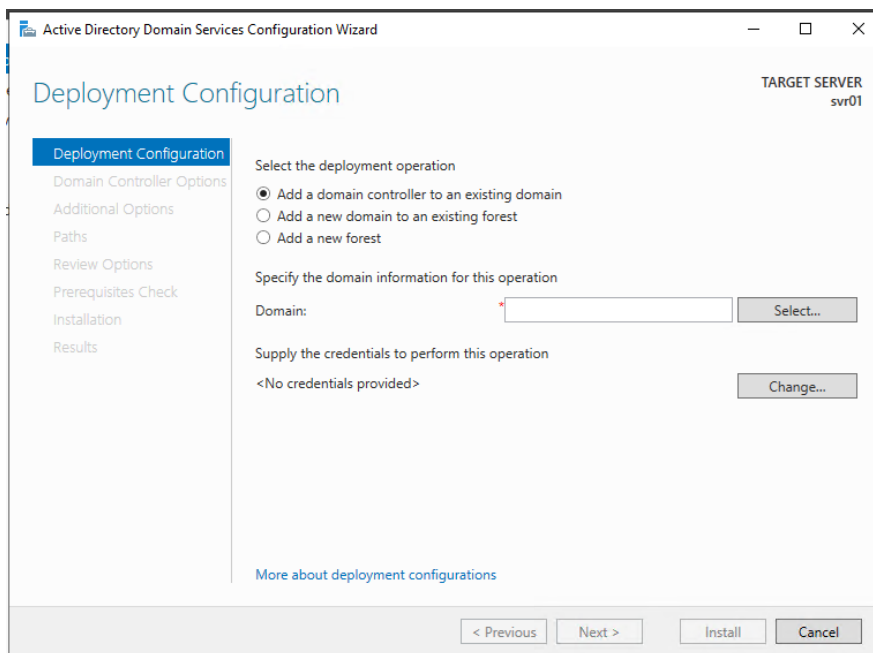 Active Directory Domain Services Configuration Wizard
Deployment Configuration
TARGET SERVER
svr01
Deployment Configuration
Domain Controller Options
Additional Options
Paths
Review Options
Prerequisites Check
Installation
Results
Select the deployment operation
Add a domain controller to an existing domain
Add a new domain to an existing forest
Add a new forest
Specify the domain information for this operation
Domain: *
Select...
Supply the credentials to perform this operation
<No credentials provided>
Change...
More about deployment configurations
< Previous
Next >
Install
Cancel